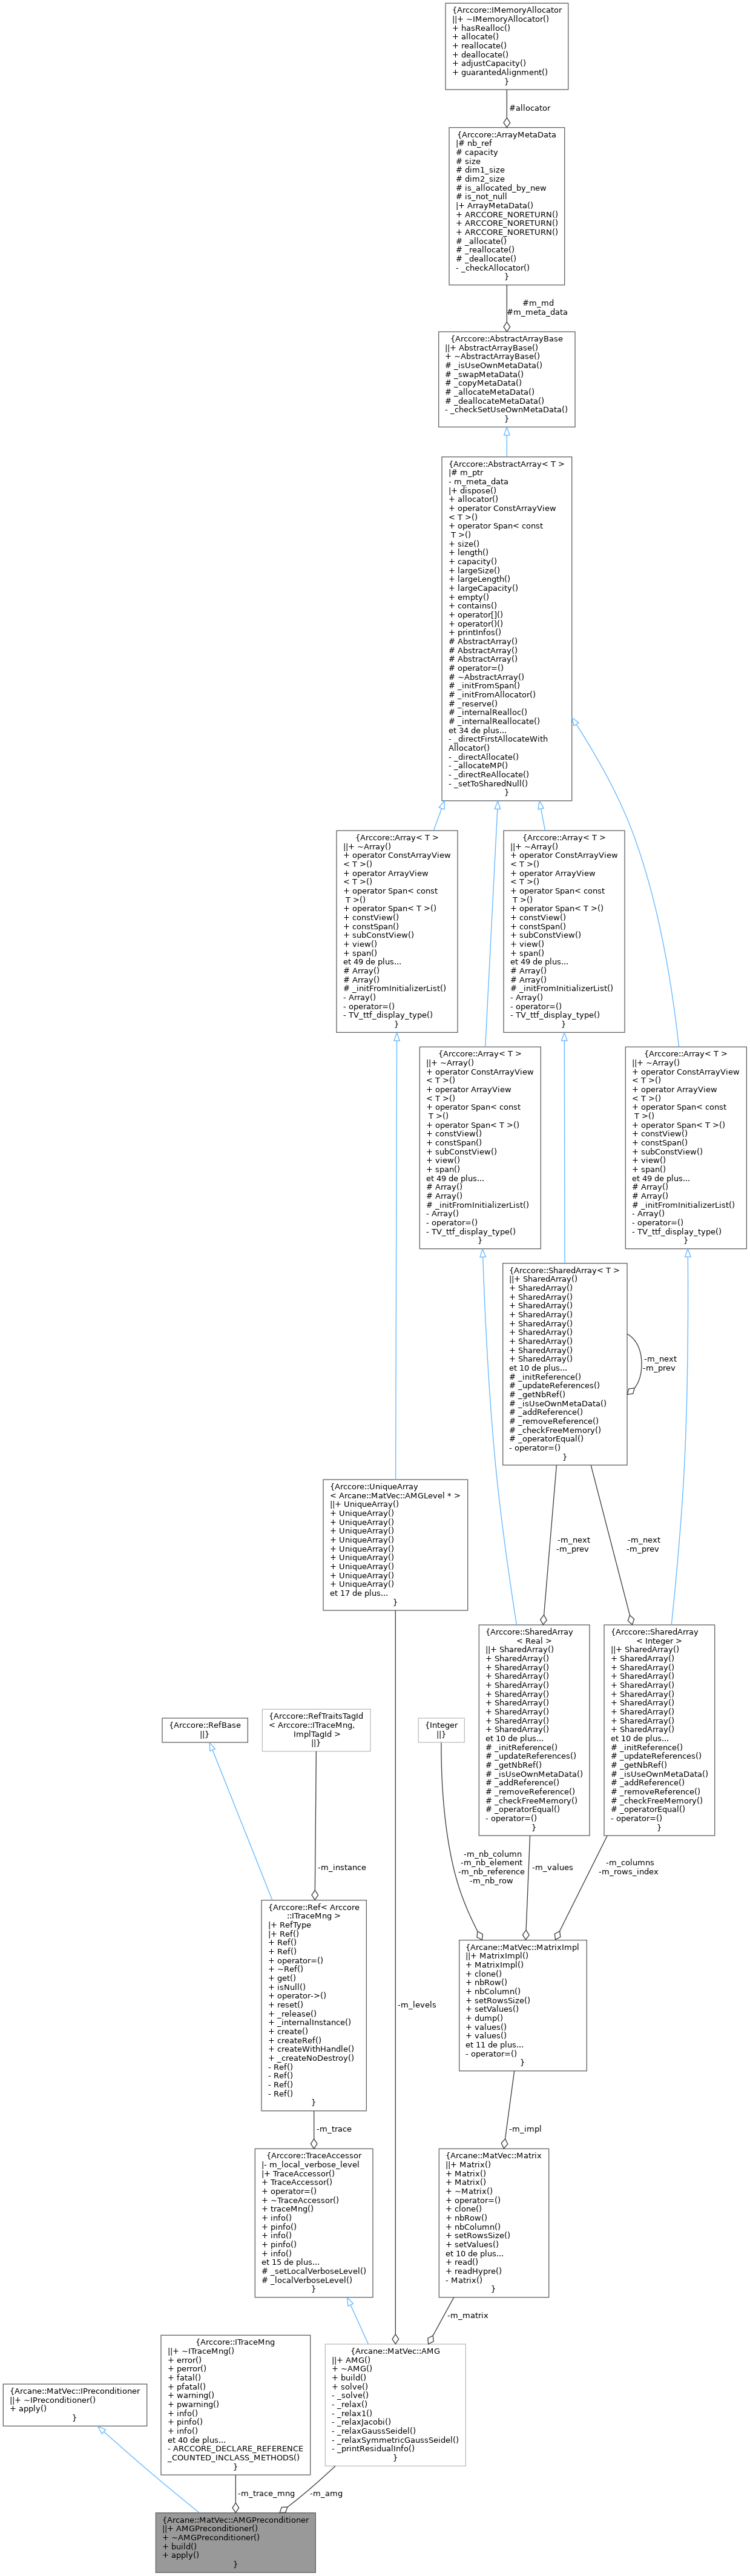 {Arccore::IMemoryAllocator
||+ ~IMemoryAllocator()
+ hasRealloc()
+ allocate()
+ reallocate()
+ deallocate()
+ adjustCapacity()
+ guarantedAlignment()
}
#allocator
{Arccore::ArrayMetaData
|# nb_ref
# capacity
# size
# dim1_size
# dim2_size
# is_allocated_by_new
# is_not_null
|+ ArrayMetaData()
+ ARCCORE_NORETURN()
+ ARCCORE_NORETURN()
+ ARCCORE_NORETURN()
# _allocate()
# _reallocate()
# _deallocate()
- _checkAllocator()
}
#m_md
#m_meta_data
{Arccore::AbstractArrayBase
||+ AbstractArrayBase()
+ ~AbstractArrayBase()
# _isUseOwnMetaData()
# _swapMetaData()
# _copyMetaData()
# _allocateMetaData()
# _deallocateMetaData()
- _checkSetUseOwnMetaData()
}
{Arccore::AbstractArray< T >
|# m_ptr
- m_meta_data
|+ dispose()
+ allocator()
+ operator ConstArrayView
< T >()
+ operator Span< const
 T >()
+ size()
+ length()
+ capacity()
+ largeSize()
+ largeLength()
+ largeCapacity()
+ empty()
+ contains()
+ operator[]()
+ operator()()
+ printInfos()
# AbstractArray()
# AbstractArray()
# AbstractArray()
# operator=()
# ~AbstractArray()
# _initFromSpan()
# _initFromAllocator()
# _reserve()
# _internalRealloc()
# _internalReallocate()
et 34 de plus...
- _directFirstAllocateWith
Allocator()
- _directAllocate()
- _allocateMP()
- _directReAllocate()
- _setToSharedNull()
}
{Arccore::Array< T >
||+ ~Array()
+ operator ConstArrayView
< T >()
+ operator ArrayView
< T >()
+ operator Span< const
 T >()
+ operator Span< T >()
+ constView()
+ constSpan()
+ subConstView()
+ view()
+ span()
et 49 de plus...
# Array()
# Array()
# _initFromInitializerList()
- Array()
- operator=()
- TV_ttf_display_type()
}
{Arccore::Array< T >
||+ ~Array()
+ operator ConstArrayView
< T >()
+ operator ArrayView
< T >()
+ operator Span< const
 T >()
+ operator Span< T >()
+ constView()
+ constSpan()
+ subConstView()
+ view()
+ span()
et 49 de plus...
# Array()
# Array()
# _initFromInitializerList()
- Array()
- operator=()
- TV_ttf_display_type()
}
{Arccore::Array< T >
||+ ~Array()
+ operator ConstArrayView
< T >()
+ operator ArrayView
< T >()
+ operator Span< const
 T >()
+ operator Span< T >()
+ constView()
+ constSpan()
+ subConstView()
+ view()
+ span()
et 49 de plus...
# Array()
# Array()
# _initFromInitializerList()
- Array()
- operator=()
- TV_ttf_display_type()
}
{Arccore::Array< T >
||+ ~Array()
+ operator ConstArrayView
< T >()
+ operator ArrayView
< T >()
+ operator Span< const
 T >()
+ operator Span< T >()
+ constView()
+ constSpan()
+ subConstView()
+ view()
+ span()
et 49 de plus...
# Array()
# Array()
# _initFromInitializerList()
- Array()
- operator=()
- TV_ttf_display_type()
}
{Arccore::SharedArray< T >
||+ SharedArray()
+ SharedArray()
+ SharedArray()
+ SharedArray()
+ SharedArray()
+ SharedArray()
+ SharedArray()
+ SharedArray()
+ SharedArray()
+ SharedArray()
et 10 de plus...
# _initReference()
# _updateReferences()
# _getNbRef()
# _isUseOwnMetaData()
# _addReference()
# _removeReference()
# _checkFreeMemory()
# _operatorEqual()
- operator=()
}
-m_next
-m_prev
{Arccore::UniqueArray
< Arcane::MatVec::AMGLevel * >
||+ UniqueArray()
+ UniqueArray()
+ UniqueArray()
+ UniqueArray()
+ UniqueArray()
+ UniqueArray()
+ UniqueArray()
+ UniqueArray()
+ UniqueArray()
+ UniqueArray()
et 17 de plus...
}
-m_next
-m_prev
-m_next
-m_prev
{Arccore::SharedArray
< Real >
||+ SharedArray()
+ SharedArray()
+ SharedArray()
+ SharedArray()
+ SharedArray()
+ SharedArray()
+ SharedArray()
+ SharedArray()
+ SharedArray()
+ SharedArray()
et 10 de plus...
# _initReference()
# _updateReferences()
# _getNbRef()
# _isUseOwnMetaData()
# _addReference()
# _removeReference()
# _checkFreeMemory()
# _operatorEqual()
- operator=()
}
{Arccore::SharedArray
< Integer >
||+ SharedArray()
+ SharedArray()
+ SharedArray()
+ SharedArray()
+ SharedArray()
+ SharedArray()
+ SharedArray()
+ SharedArray()
+ SharedArray()
+ SharedArray()
et 10 de plus...
# _initReference()
# _updateReferences()
# _getNbRef()
# _isUseOwnMetaData()
# _addReference()
# _removeReference()
# _checkFreeMemory()
# _operatorEqual()
- operator=()
}
{Arccore::RefBase
||}
{Arccore::RefTraitsTagId
< Arccore::ITraceMng,
ImplTagId >
||}
{Integer
||}
-m_instance
-m_nb_column
-m_nb_element
-m_nb_reference
-m_nb_row
-m_values
-m_columns
-m_rows_index
{Arccore::Ref< Arccore
::ITraceMng >
|+ RefType
|+ Ref()
+ Ref()
+ Ref()
+ operator=()
+ ~Ref()
+ get()
+ isNull()
+ operator->()
+ reset()
+ _release()
+ _internalInstance()
+ create()
+ createRef()
+ createWithHandle()
+ _createNoDestroy()
- Ref()
- Ref()
- Ref()
- Ref()
}
-m_levels
{Arcane::MatVec::MatrixImpl
||+ MatrixImpl()
+ MatrixImpl()
+ clone()
+ nbRow()
+ nbColumn()
+ setRowsSize()
+ setValues()
+ dump()
+ values()
+ values()
et 11 de plus...
- operator=()
}
-m_trace
-m_impl
{Arccore::TraceAccessor
|- m_local_verbose_level
|+ TraceAccessor()
+ TraceAccessor()
+ operator=()
+ ~TraceAccessor()
+ traceMng()
+ info()
+ pinfo()
+ info()
+ pinfo()
+ info()
et 15 de plus...
# _setLocalVerboseLevel()
# _localVerboseLevel()
}
{Arcane::MatVec::Matrix
||+ Matrix()
+ Matrix()
+ Matrix()
+ ~Matrix()
+ operator=()
+ clone()
+ nbRow()
+ nbColumn()
+ setRowsSize()
+ setValues()
et 10 de plus...
+ read()
+ readHypre()
- Matrix()
}
-m_matrix
{Arcane::MatVec::IPreconditioner
||+ ~IPreconditioner()
+ apply()
}
{Arccore::ITraceMng
||+ ~ITraceMng()
+ error()
+ perror()
+ fatal()
+ pfatal()
+ warning()
+ pwarning()
+ info()
+ pinfo()
+ info()
et 40 de plus...
- ARCCORE_DECLARE_REFERENCE
_COUNTED_INCLASS_METHODS()
}
{Arcane::MatVec::AMG
||+ AMG()
+ ~AMG()
+ build()
+ solve()
- _solve()
- _relax()
- _relax1()
- _relaxJacobi()
- _relaxGaussSeidel()
- _relaxSymmetricGaussSeidel()
- _printResidualInfo()
}
-m_trace_mng
-m_amg
{Arcane::MatVec::AMGPreconditioner
||+ AMGPreconditioner()
+ ~AMGPreconditioner()
+ build()
+ apply()
}